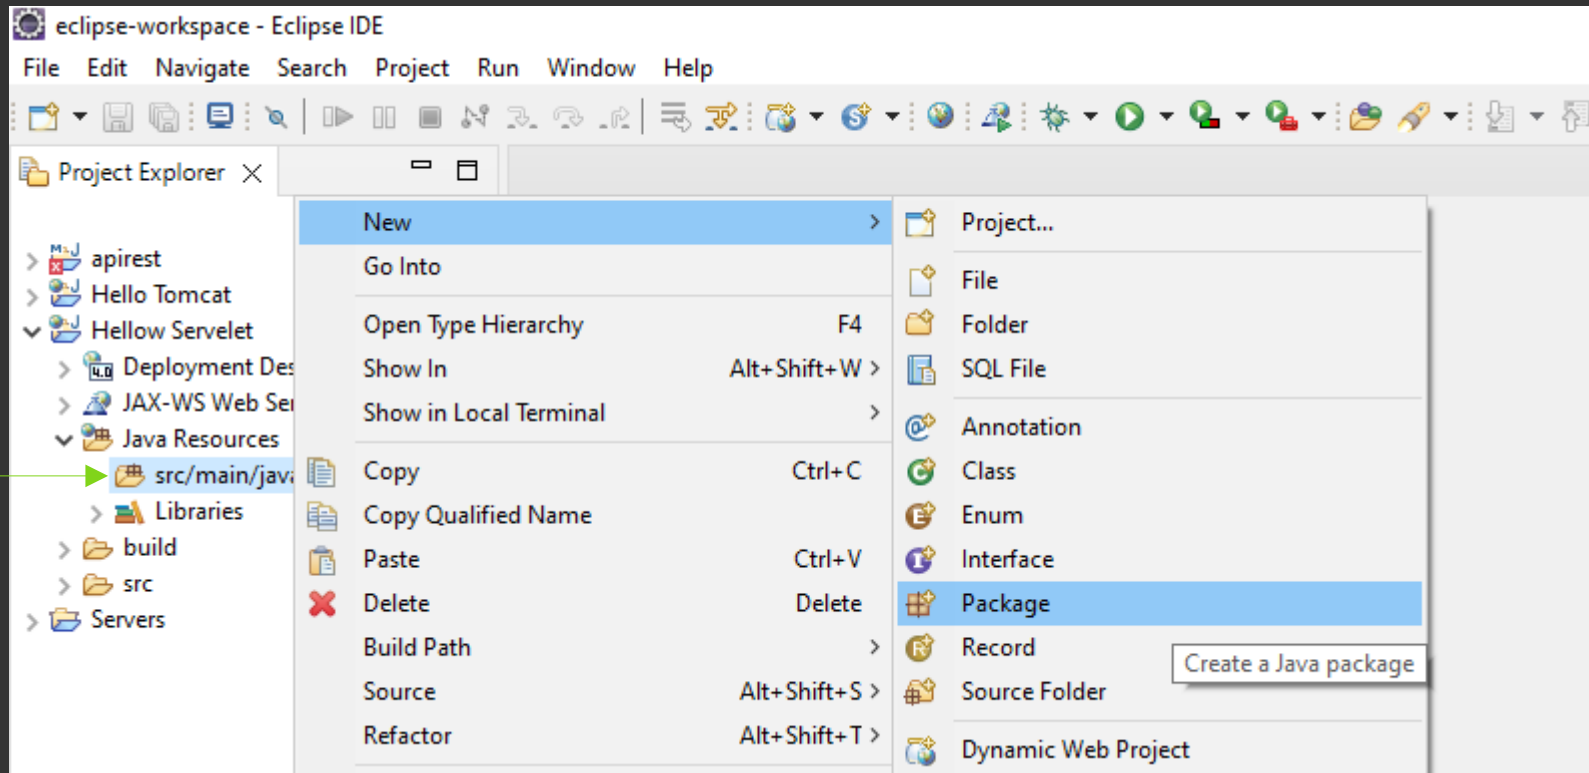 eclipse-workspace - Eclipse IDE
File Edit Navigate Search Project Run Window Help
Project Explorer
apirest
Hello Tomcat
Hellow Servelet
Deployment Des
4.0
JAX-WS Web Ser
Java Resources
src/main/java
Libraries
build
src
Servers
New
Go Into
Open Type Hierarchy F4
Show In Alt+Shift+W
Show in Local Terminal
Copy Ctrl+C
Copy Qualified Name
Paste Ctrl+V
Delete Delete
Build Path
Source Alt+Shift+S
Refactor Alt+Shift+T
Project...
File
Folder
SQL File
Annotation
Class
Enum
Interface
Package
Record
Create a Java package
Source Folder
Dynamic Web Project